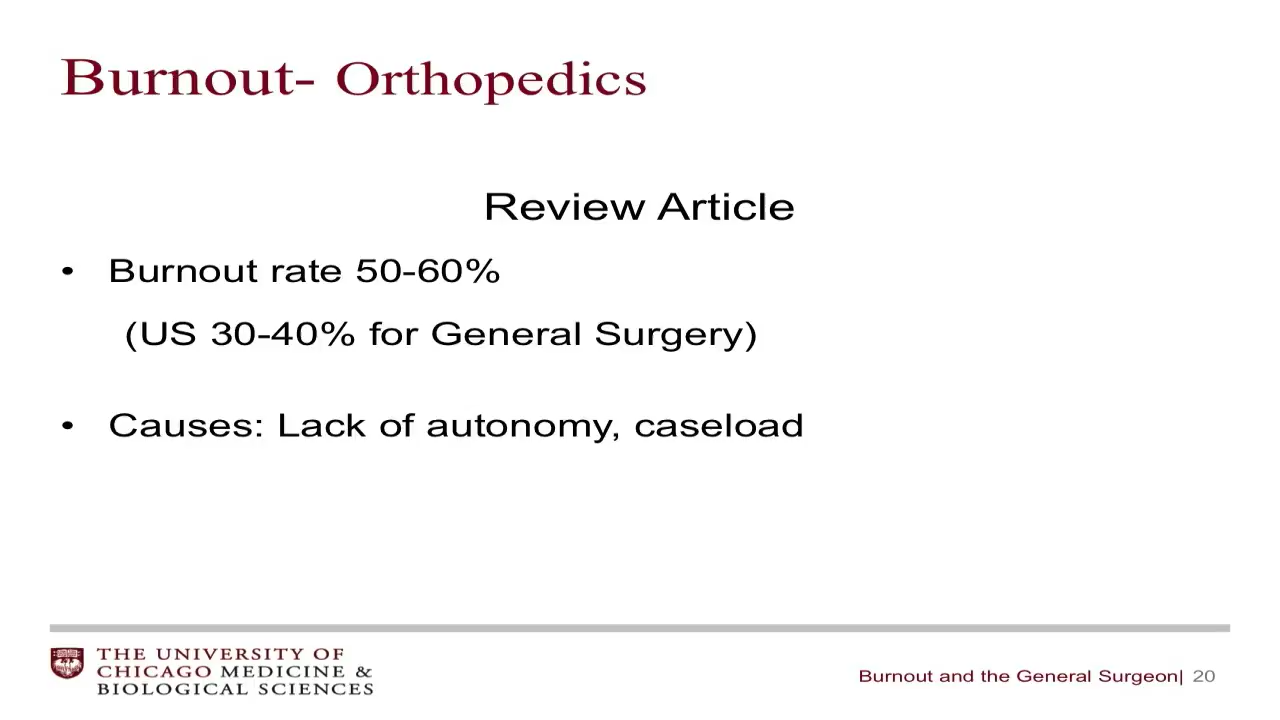 Burnout- Orthopedics
Review Article
• Burnout rate 50-60%
(US 30-40% for General Surgery)
• Causes: Lack of autonomy, caseload
THE UNIVERSITY OF
CHICAGO MEDICINE &
BIOLOGICAL SCIENCES
Burnout and the General Surgeon| 20